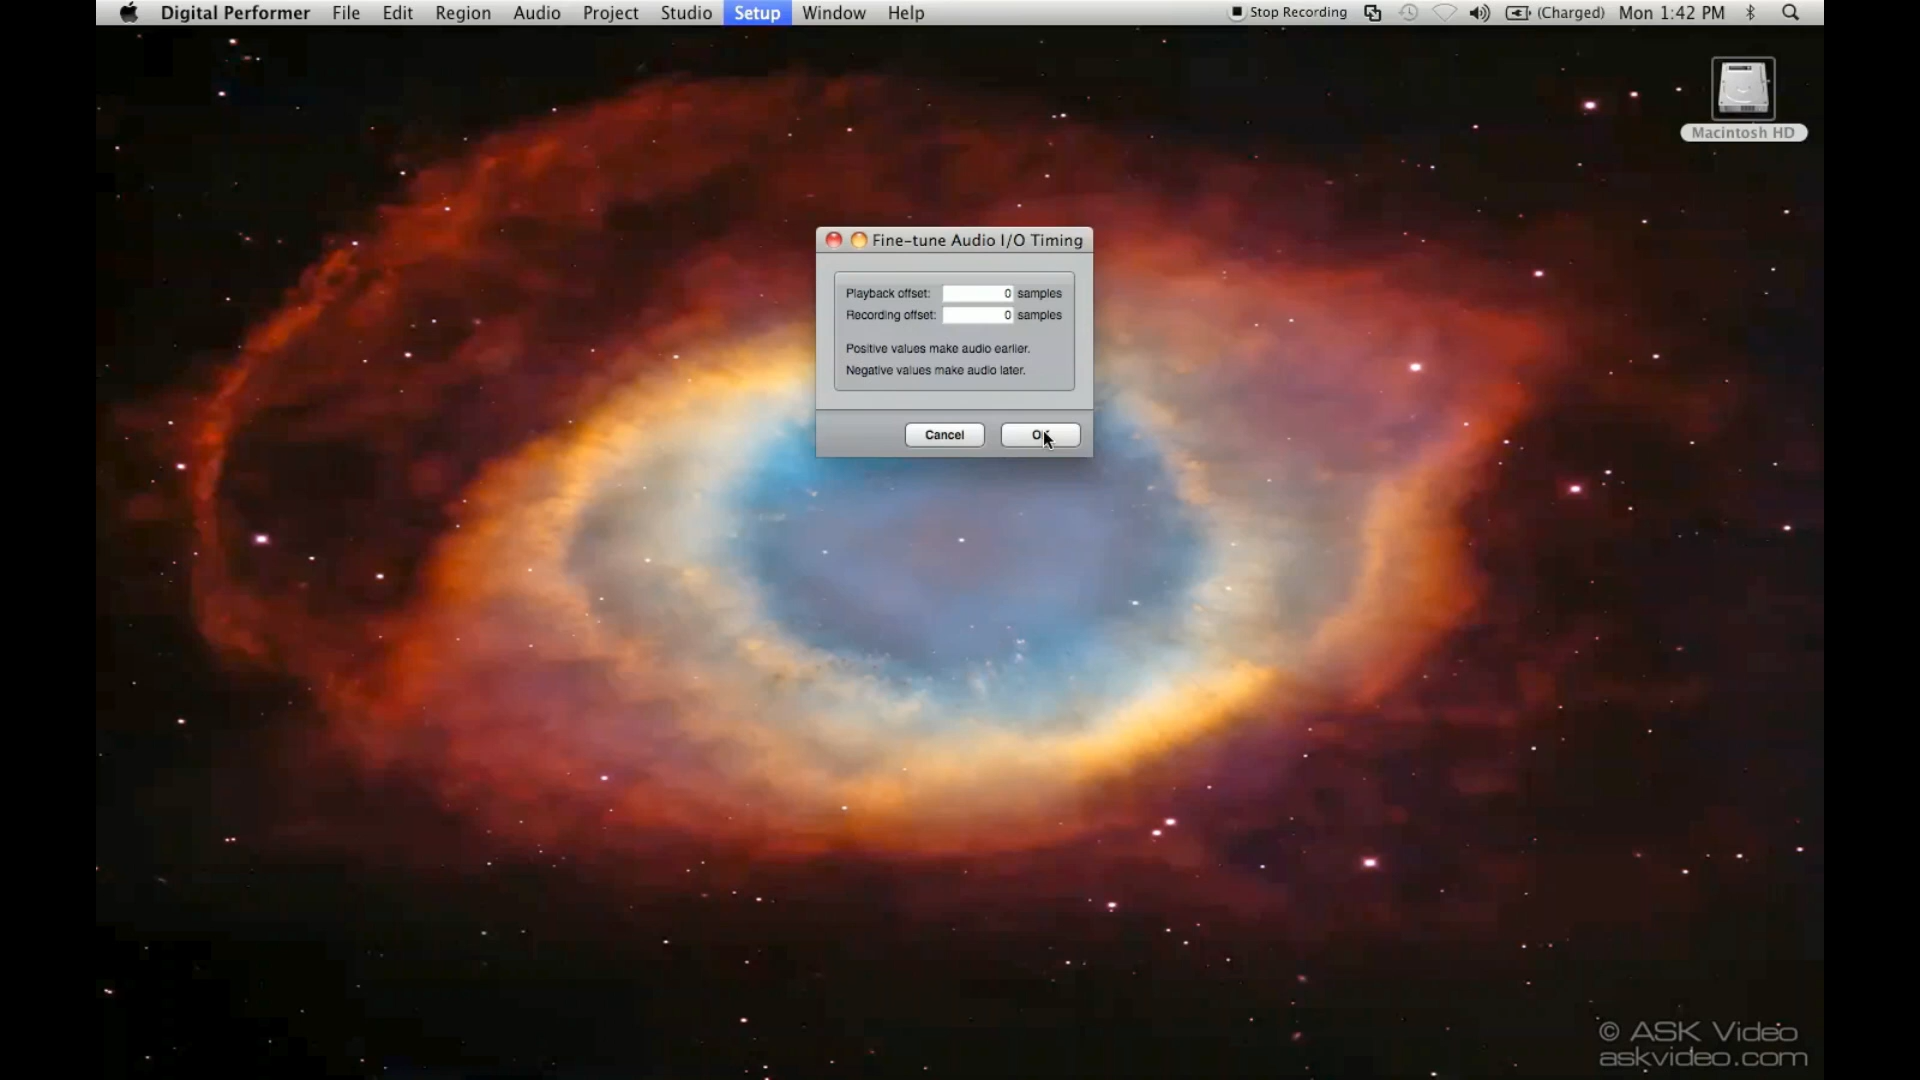 Digital Performer File Edit Region Audio Project Studio Setup Window Help Stop Recording (Charged) Mon 1:42 PM
Macintosh HD
Fine-tune Audio I/O Timing
Playback offset: 0 samples
Recording offset: 0 samples
Positive values make audio earlier.
Negative values make audio later.
Cancel OK
© ASK Video
askvideo.com